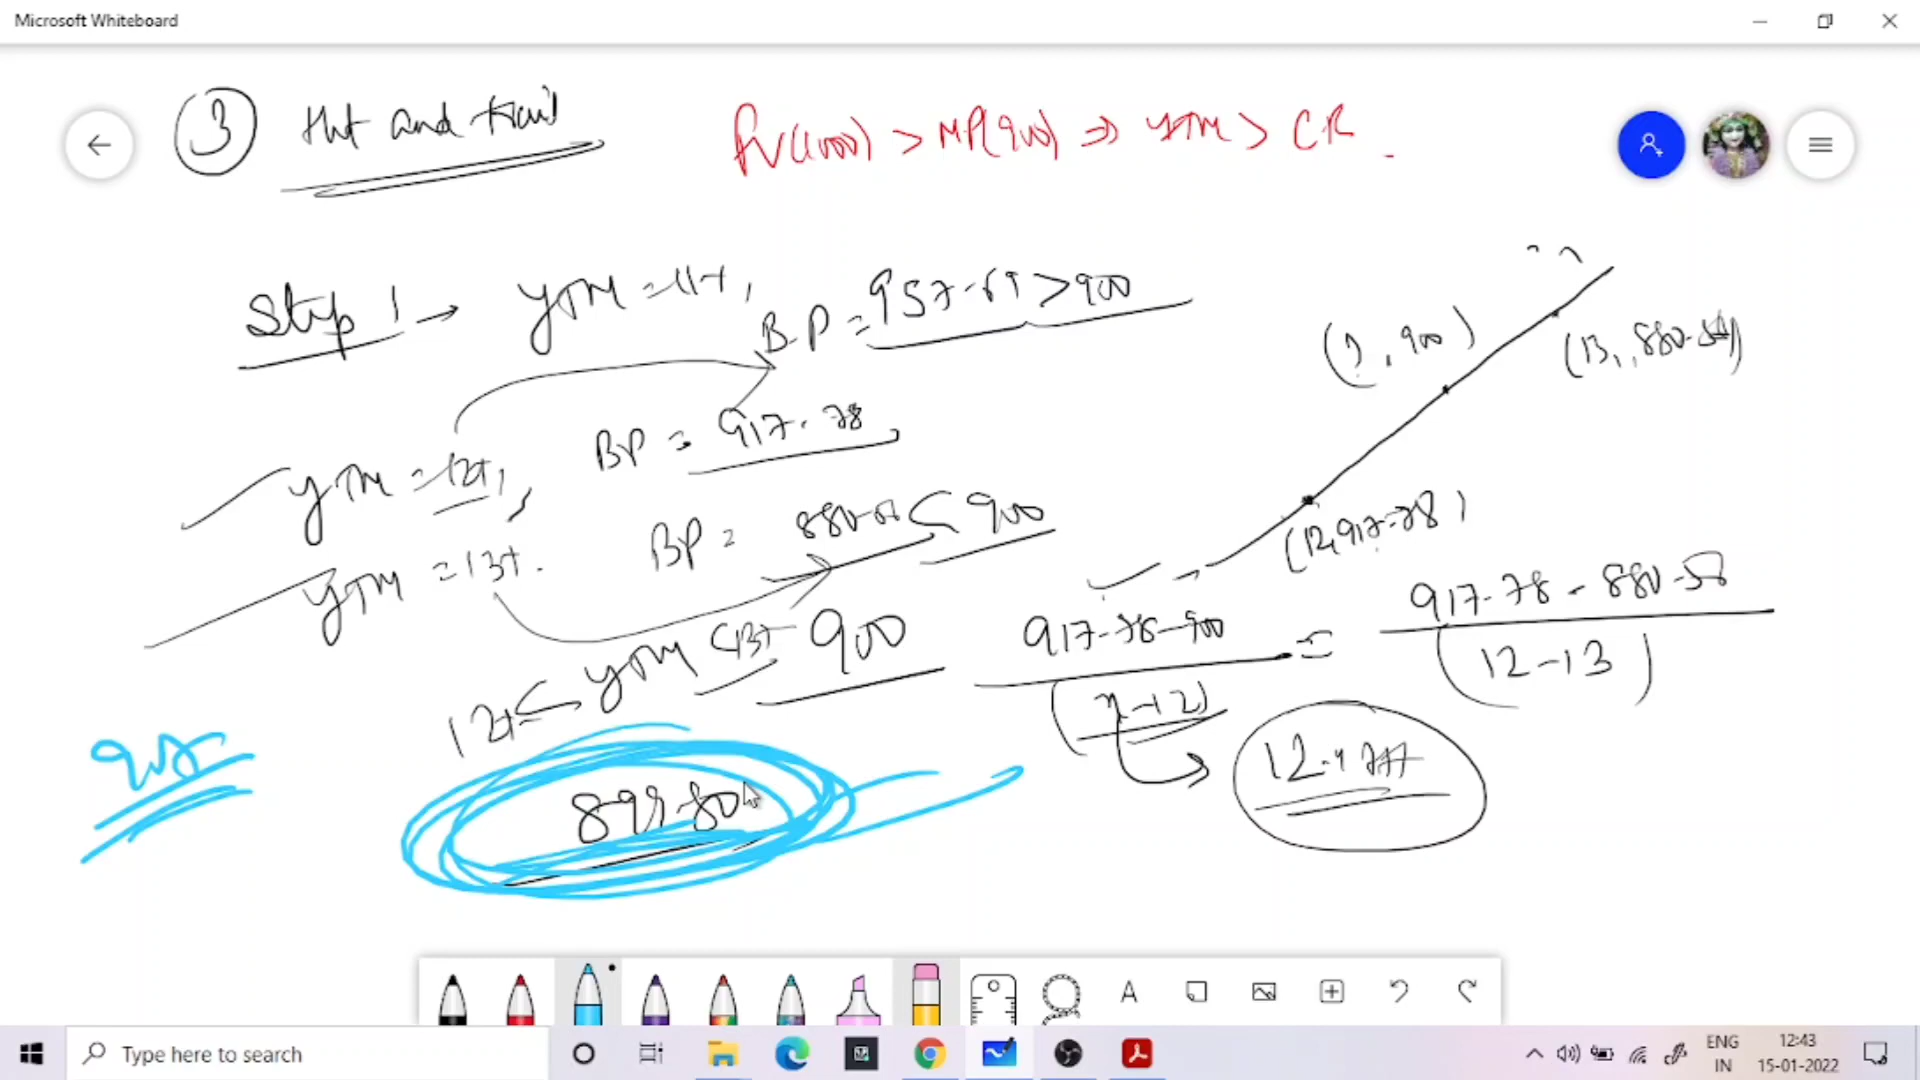 Microsoft Whiteboard
3 Hit and trail
FV(1000) > MP(900) => YTM > CR.
Step 1 → YTM = 11%, B.P = 957.69 > 900
(?, 900)
(13, 880.58)
YTM = 12%, BP = 917.78
(12, 917.78)
YTM = 13%. BP = 880.58 < 900
12% < YTM < 13% 900
917.78-900 = 917.78 - 880.58
(x-12) (12-13)
12.4777
899.80
A
Type here to search
ENG
IN
12:43
15-01-2022